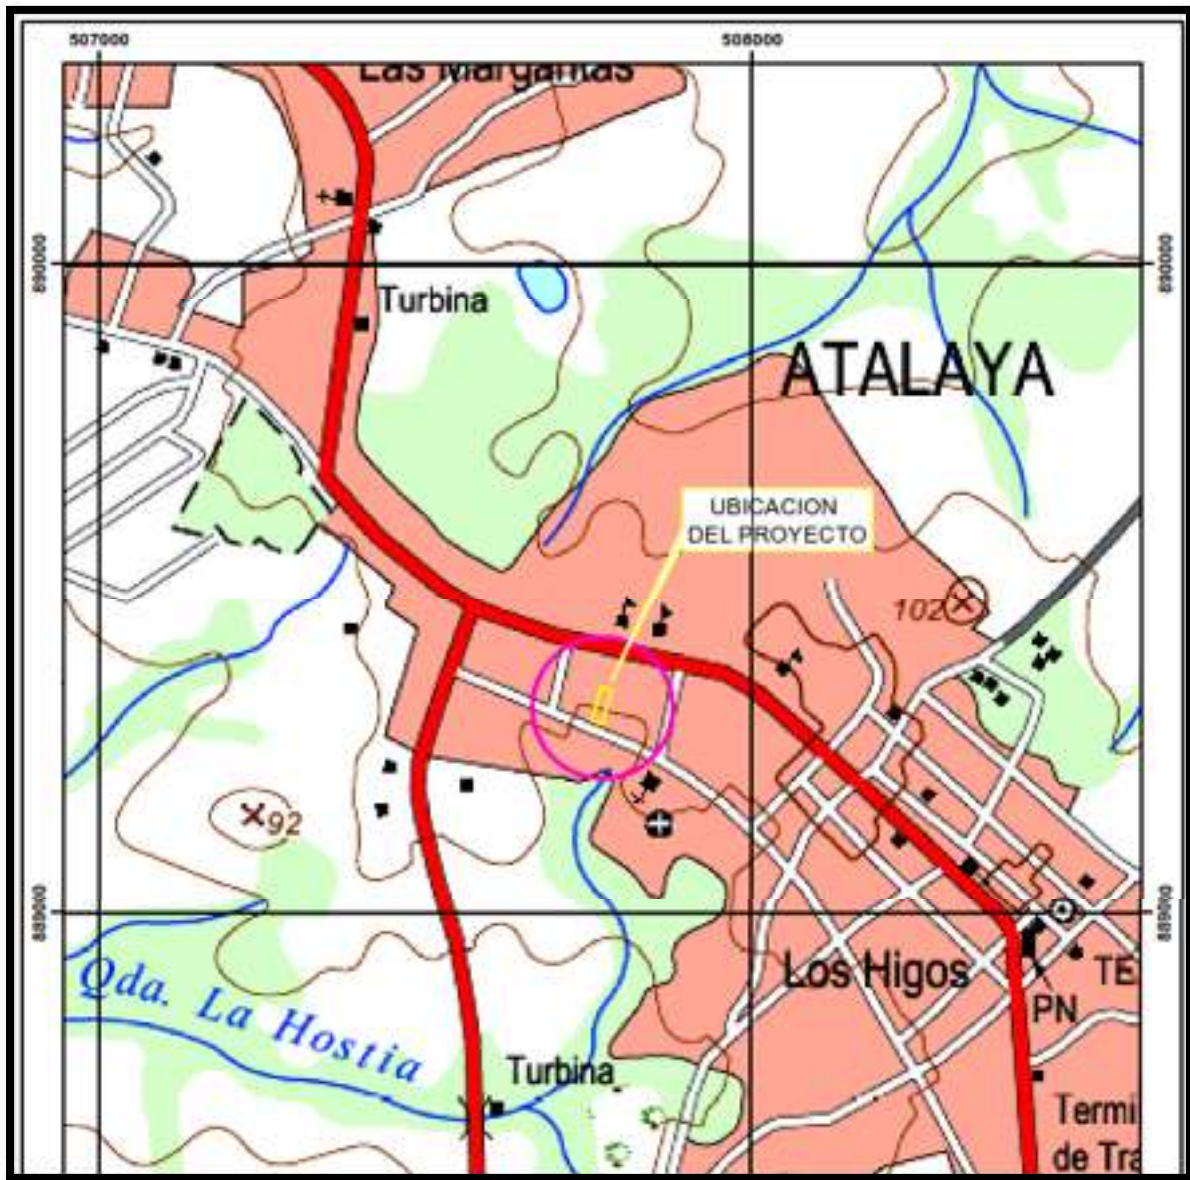 507000
508000
Las Margaritas
890000
890000
Turbina
ATALAYA
UBICACION
DEL PROYECTO
102
92
889000
889000
Qda. La Hostia
Los Higos
TE
PN
Turbina
Termi
de Tra